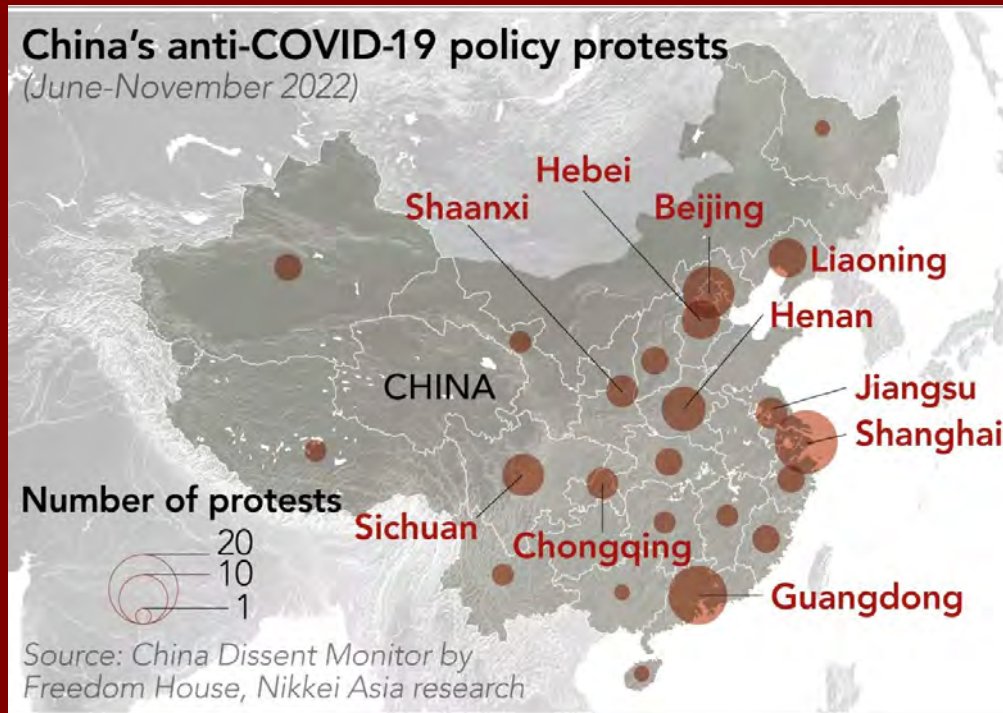 China's anti-COVID-19 policy protests
(June-November 2022)
Hebei
Shaanxi
Beijing
Liaoning
Henan
CHINA
Jiangsu
Shanghai
Number of protests
Sichuan
20
Chongqing
10
1
Guangdong
Source: China Dissent Monitor by
Freedom House, Nikkei Asia research